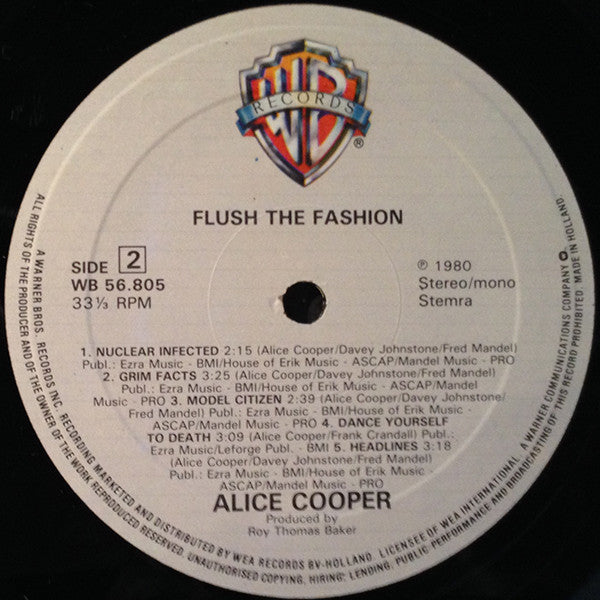 WB
RECORDS
®
FLUSH THE FASHION
SIDE 2
WB 56.805
33⅓ RPM
℗ 1980
Stereo/mono
Stemra
1. NUCLEAR INFECTED 2:15 (Alice Cooper/Davey Johnstone/Fred Mandel)
Publ.: Ezra Music - BMI/House of Erik Music - ASCAP/Mandel Music - PRO
2. GRIM FACTS 3:25 (Alice Cooper/Davey Johnstone/Fred Mandel)
Publ.: Ezra Music - BMI/House of Erik Music - ASCAP/Mandel
Music - PRO 3. MODEL CITIZEN 2:39 (Alice Cooper/Davey Johnstone/
Fred Mandel) Publ.: Ezra Music - BMI/House of Erik Music -
ASCAP/Mandel Music - PRO 4. DANCE YOURSELF
TO DEATH 3:09 (Alice Cooper/Frank Crandall) Publ.:
Ezra Music/Leforge Publ. - BMI 5. HEADLINES 3:18
(Alice Cooper/Davey Johnstone/Fred Mandel)
Publ.: Ezra Music - BMI/House of Erik Music -
ASCAP/Mandel Music - PRO
ALICE COOPER
Produced by
Roy Thomas Baker
A WARNER BROS. RECORDS INC. RECORDING MARKETED AND DISTRIBUTED BY WEA RECORDS BV-HOLLAND. LICENSEE OF WEA INTERNATIONAL. A WARNER COMMUNICATIONS COMPANY
ALL RIGHTS OF THE PRODUCER AND OF THE OWNER OF THE WORK REPRODUCED RESERVED. UNAUTHORISED COPYING, HIRING, LENDING, PUBLIC PERFORMANCE AND BROADCASTING OF THIS RECORD PROHIBITED. MADE IN HOLLAND.